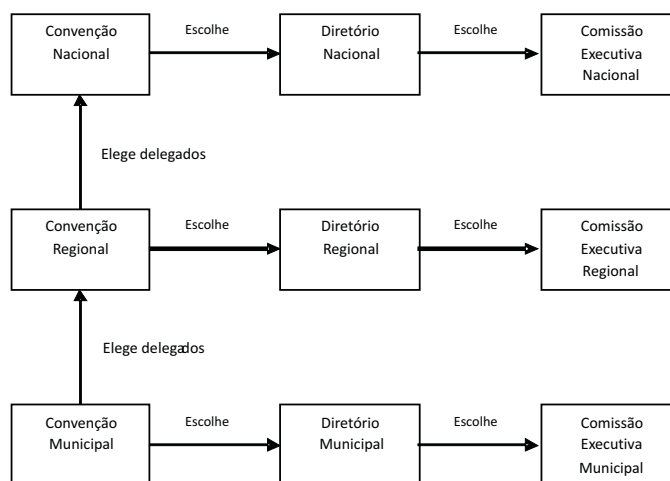 Convenção
Nacional
Escolhe
Diretório
Nacional
Escolhe
Comissão
Executiva
Nacional
Elege delegados
Convenção
Regional
Escolhe
Diretório
Regional
Escolhe
Comissão
Executiva
Regional
Elege delegados
Convenção
Municipal
Escolhe
Diretório
Municipal
Escolhe
Comissão
Executiva
Municipal